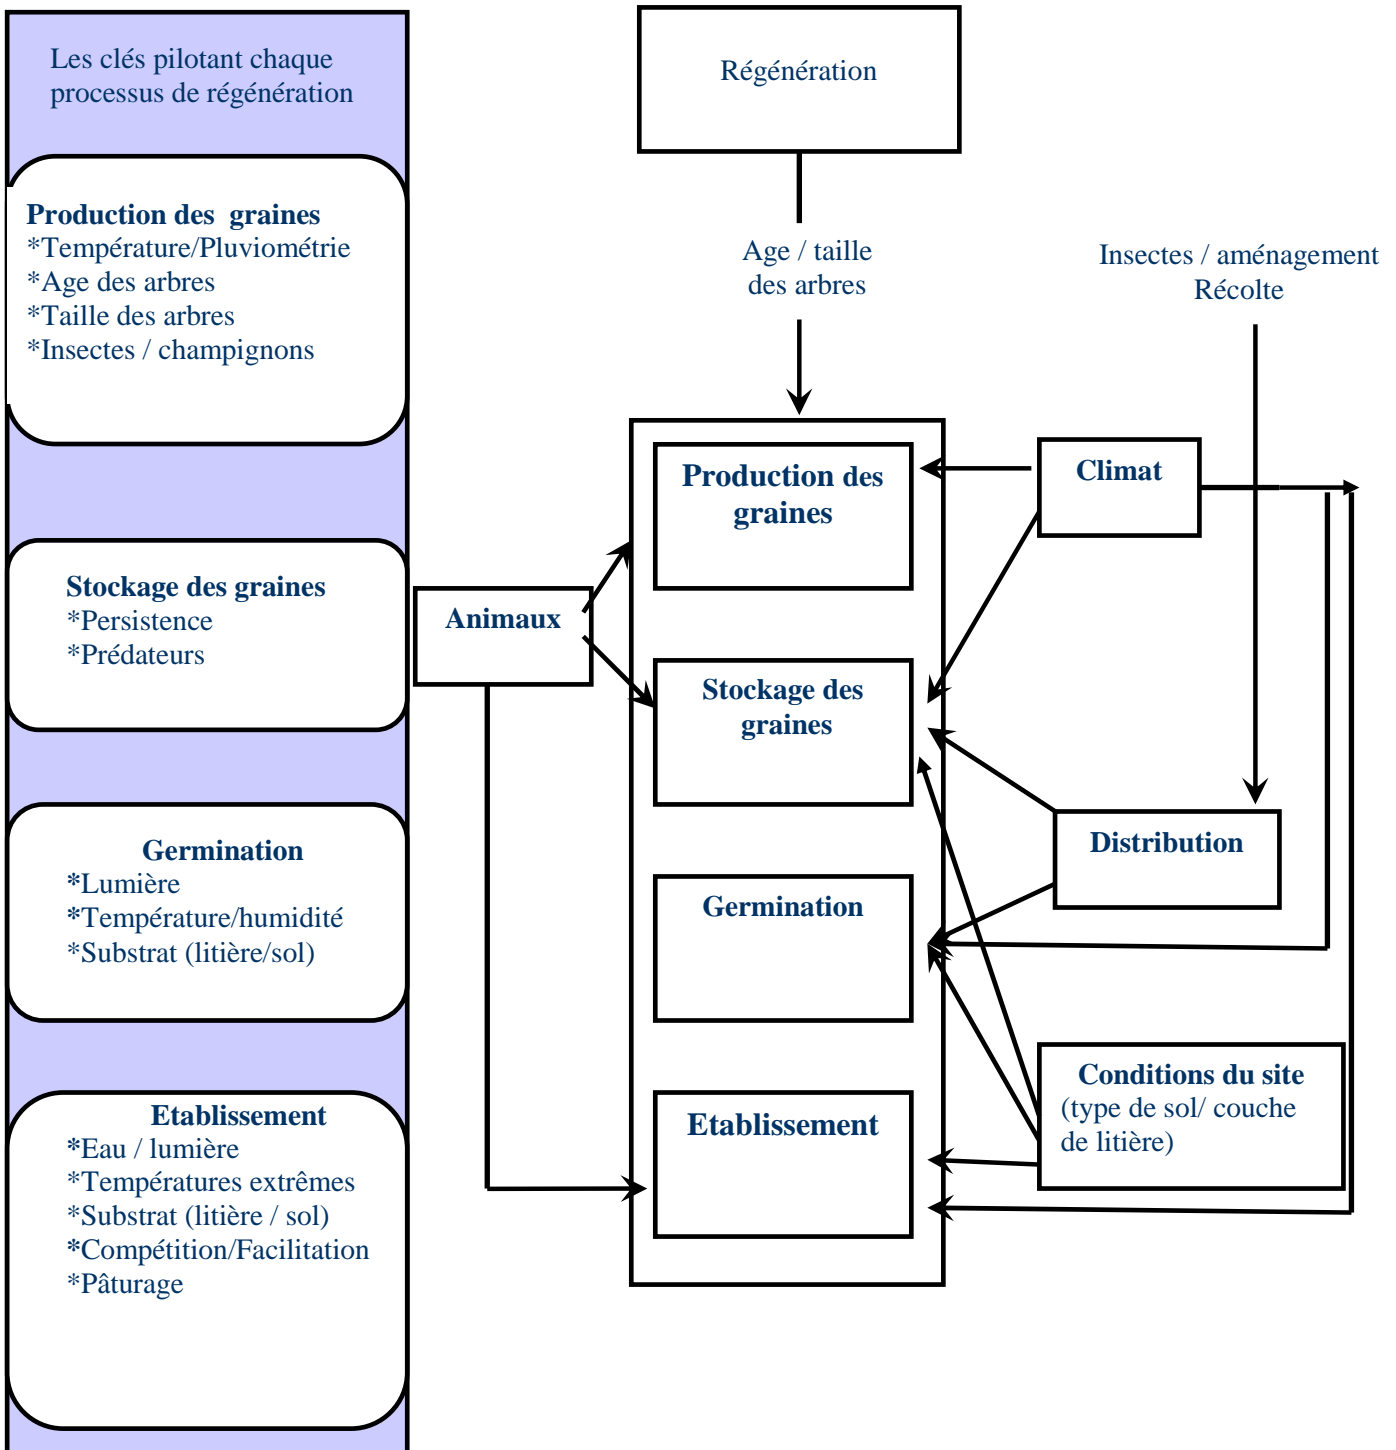 Les clés pilotant chaque
processus de régénération
Production des  graines
*Température/Pluviométrie
*Age des arbres
*Taille des arbres
*Insectes / champignons
Stockage des graines
*Persistence
*Prédateurs
Germination
*Lumière
*Température/humidité
*Substrat (litière/sol)
Etablissement
*Eau / lumière
*Températures extrêmes
*Substrat (litière / sol)
*Compétition/Facilitation
*Pâturage
Régénération
Age / taille
des arbres
Insectes / aménagement
Récolte
Animaux
Production des
graines
Stockage des
graines
Germination
Etablissement
Climat
Distribution
Conditions du site
(type de sol/ couche
de litière)